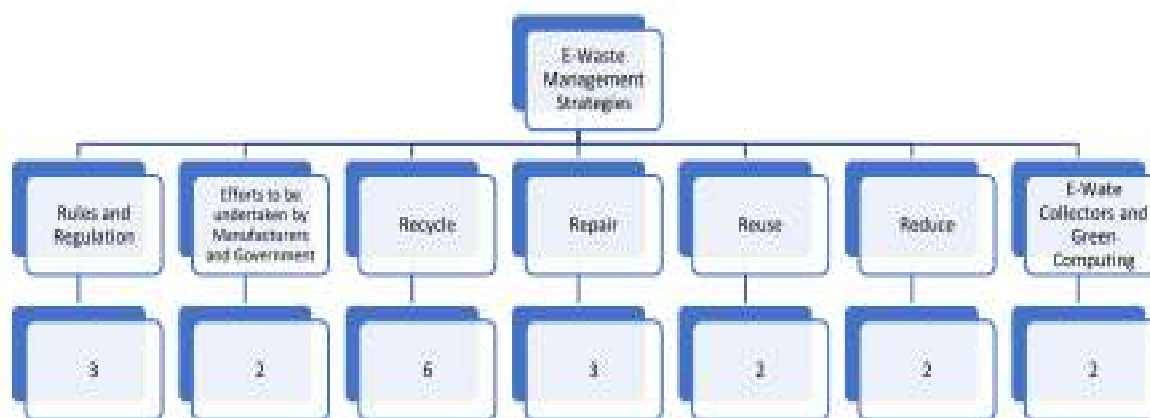 E-Waste
Management
Strategies
Rules and
Regulation
Efforts to be
undertaken by
Manufacturers
and Government
Recycle
Repair
Reuse
Reduce
E-Wate
Collectors and
Green
Computing
3
2
6
3
2
2
2